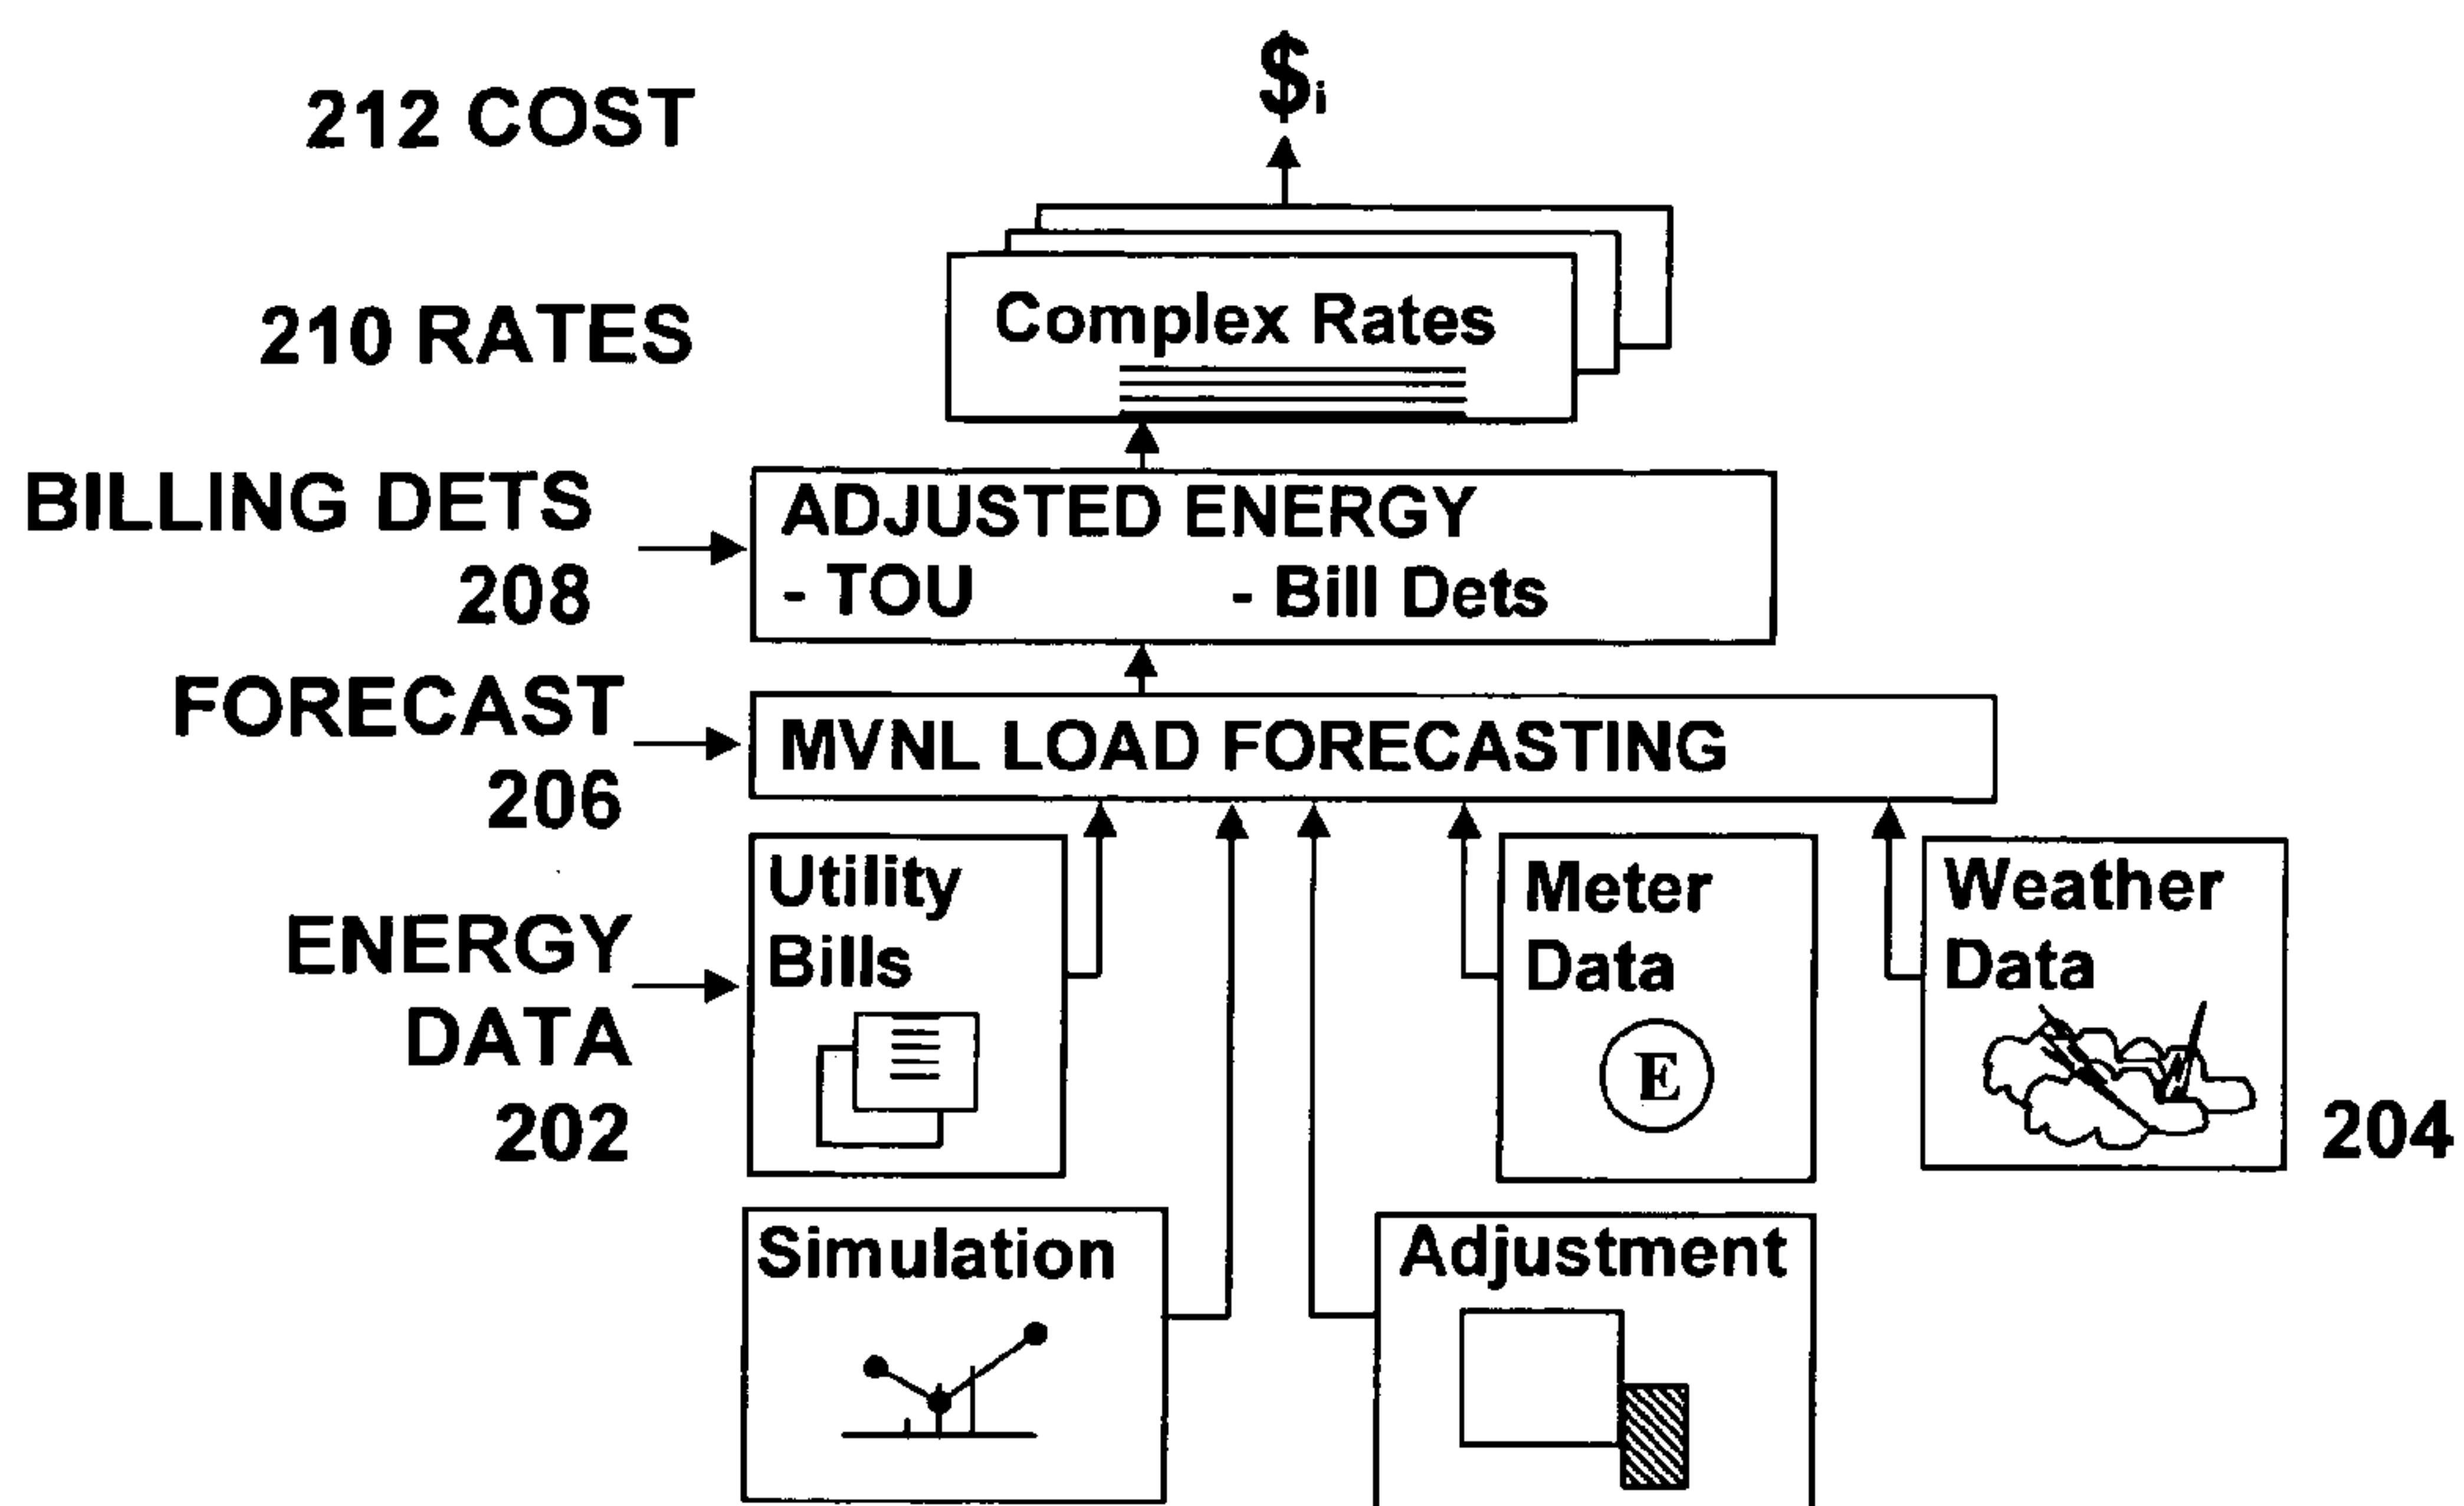 $i
212 COST
210 RATES
Complex Rates
BILLING DETS
208
ADJUSTED ENERGY
- TOU - Bill Dets
FORECAST
206
MVNL LOAD FORECASTING
ENERGY
DATA
202
Utility
Bills
Meter
Data
E
Weather
Data
204
Simulation
Adjustment